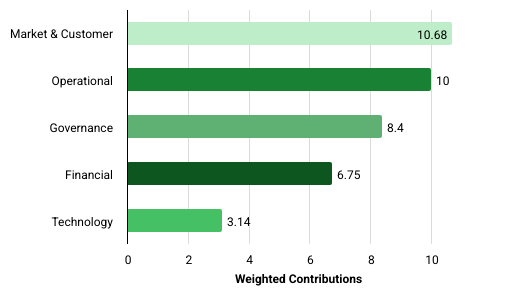 Market & Customer 10.68
Operational 10
Governance 8.4
Financial 6.75
Technology 3.14
0 2 4 6 8 10
Weighted Contributions